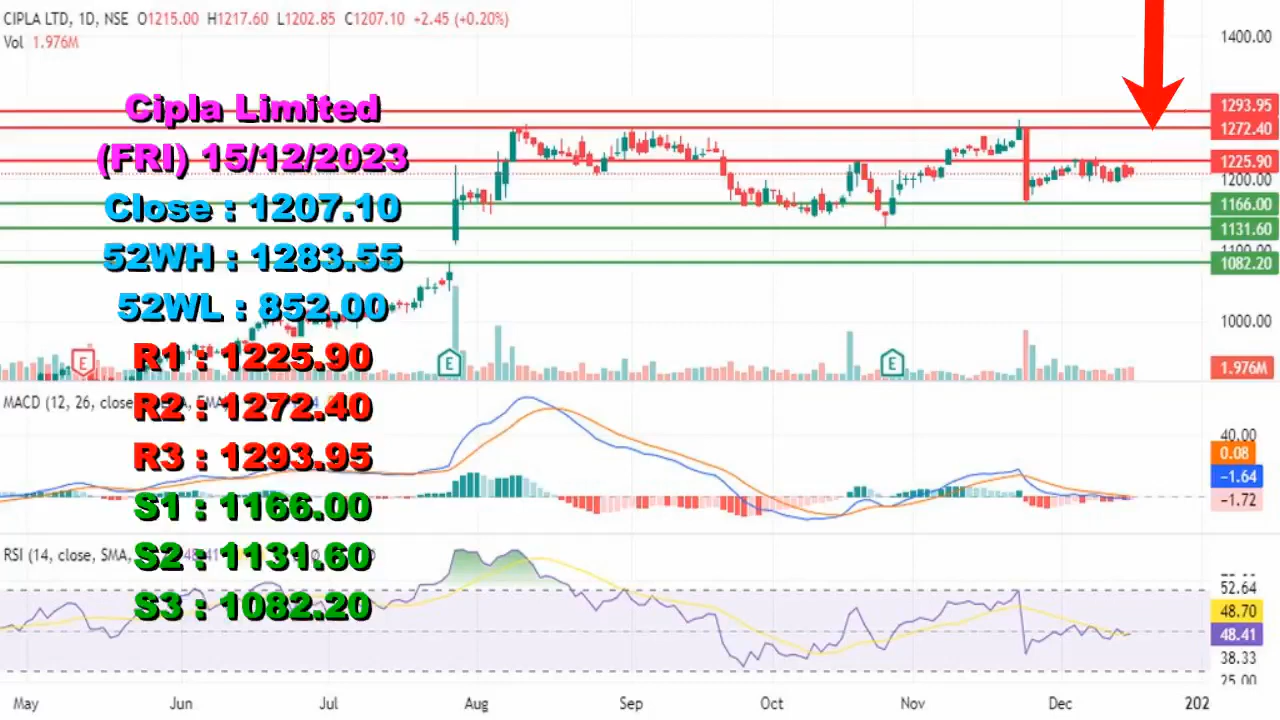 CIPLA LTD, 1D, NSE O1215.00 H1217.60 L1202.85 C1207.10 +2.45 (+0.20%)
Vol 1.976M
1400.00
Cipla Limited
1293.95
1272.40
(FRI) 15/12/2023
1225.90
1200.00
Close : 1207.10
1166.00
1131.60
52WH : 1283.55
1100.00
1082.20
52WL : 852.00
1000.00
R1 : 1225.90
E
E
E
1.976M
MACD (12, 26, close
R2 : 1272.40
40.00
R3 : 1293.95
0.08
−1.64
−1.72
S1 : 1166.00
RSI (14, close, SMA,
S2 : 1131.60
52.64
S3 : 1082.20
48.70
48.41
38.33
25.00
May Jun Jul Aug Sep Oct Nov Dec 202